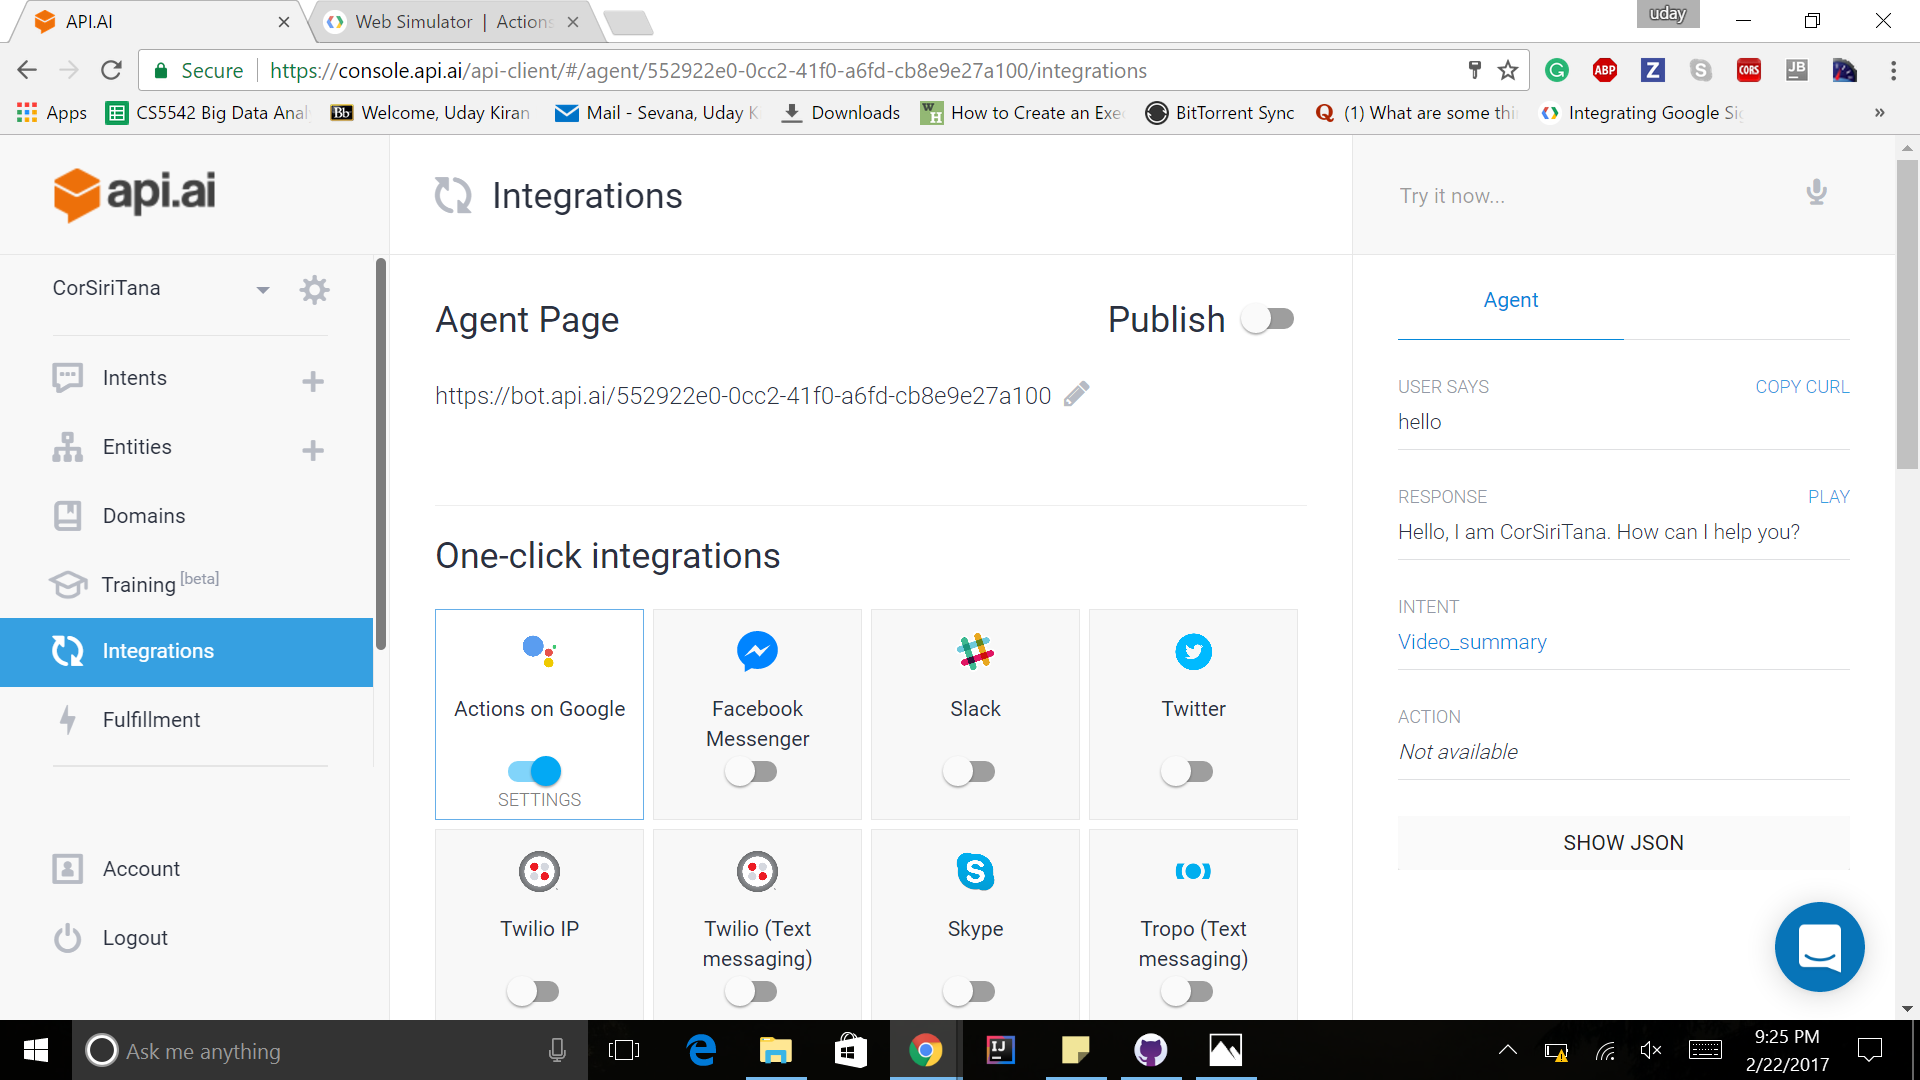 API.AI
Web Simulator | Actions
uday
Secure https://console.api.ai/api-client/#/agent/552922e0-0cc2-41f0-a6fd-cb8e9e27a100/integrations
ABP Z CORS JB
Apps CS5542 Big Data Anal Bb Welcome, Uday Kiran Mail - Sevana, Uday K Downloads WH How to Create an Exe BitTorrent Sync Q (1) What are some thi Integrating Google Si »
api.ai
Integrations
Try it now...
CorSiriTana
Intents
Entities
Domains
Training [beta]
Integrations
Fulfillment
Account
Logout
Agent Page
Publish
https://bot.api.ai/552922e0-0cc2-41f0-a6fd-cb8e9e27a100
One-click integrations
Actions on Google
SETTINGS
Facebook
Messenger
Slack
Twitter
Twilio IP
Twilio (Text
messaging)
Skype
Tropo (Text
messaging)
Agent
USER SAYS COPY CURL
hello
RESPONSE PLAY
Hello, I am CorSiriTana. How can I help you?
INTENT
Video_summary
ACTION
Not available
SHOW JSON
Ask me anything
IJ
9:25 PM
2/22/2017